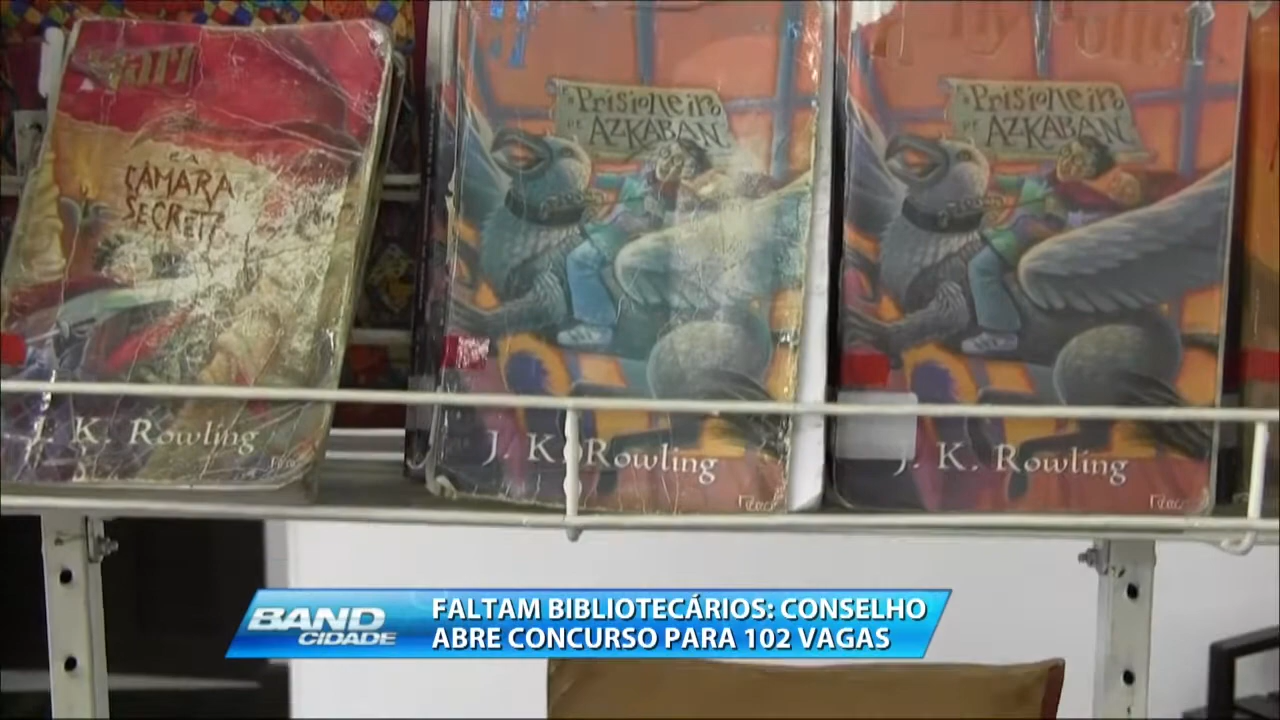 CÂMARA
SECRETA
J. K. Rowling
Prisioneiro
DE
AZKABAN
J. K. Rowling
Prisioneiro
DE
AZKABAN
J. K. Rowling
BAND
CIDADE
FALTAM BIBLIOTECÁRIOS: CONSELHO
ABRE CONCURSO PARA 102 VAGAS